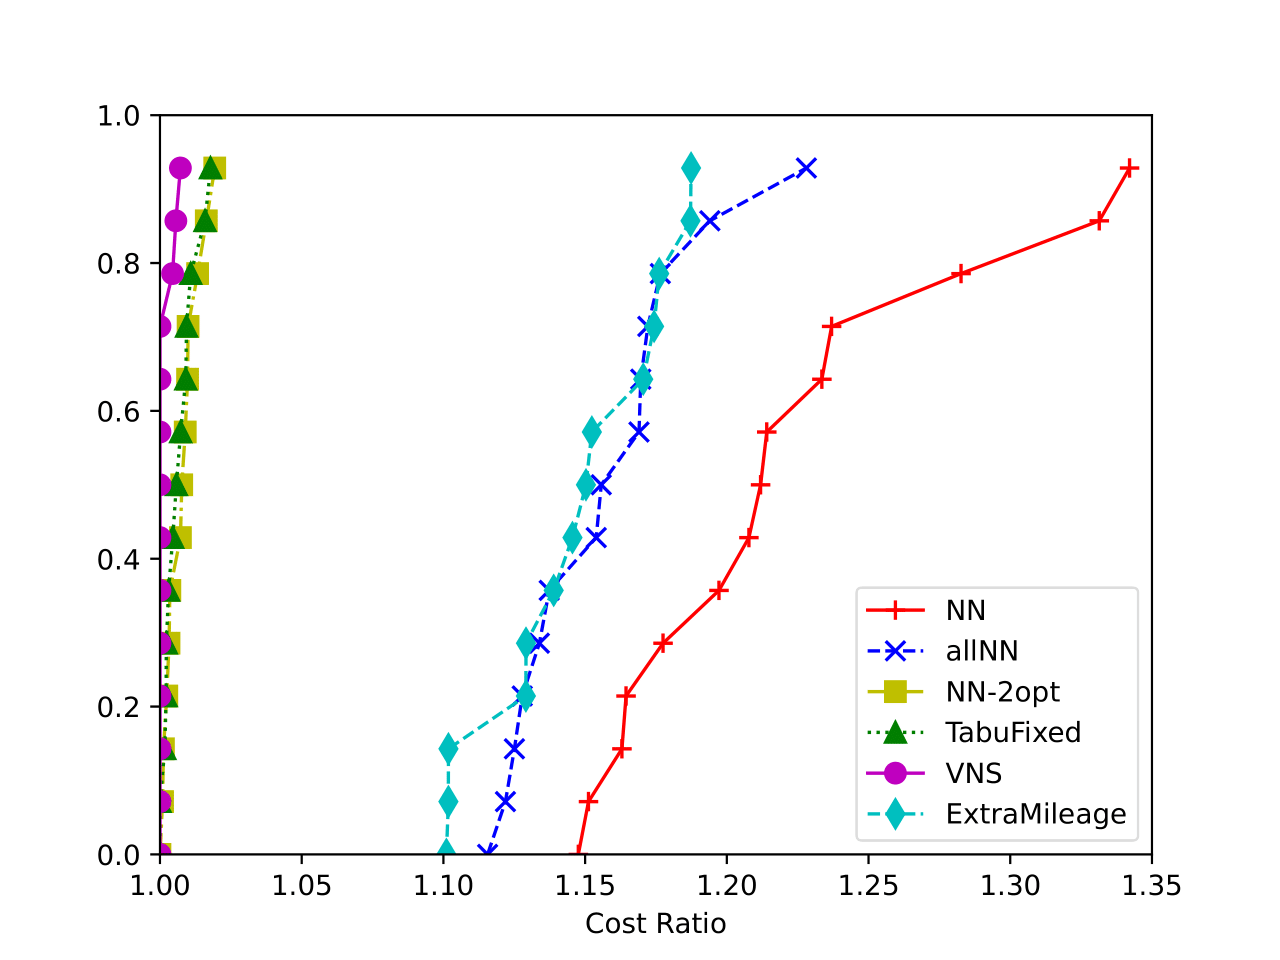 1.0
0.8
0.6
0.4
0.2
0.0
NN
allNN
NN-2opt
TabuFixed
VNS
ExtraMileage
1.00 1.05 1.10 1.15 1.20 1.25 1.30 1.35
Cost Ratio